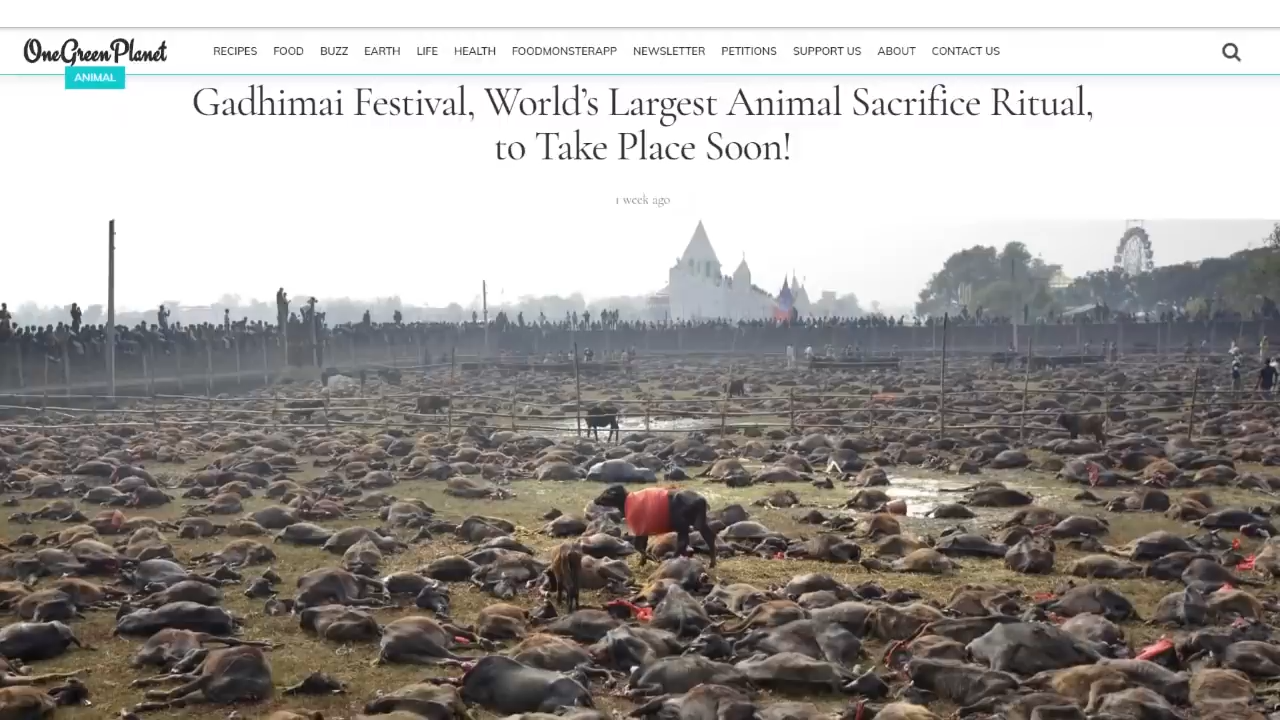 OneGreenPlanet
RECIPES FOOD BUZZ EARTH LIFE HEALTH FOODMONSTERAPP NEWSLETTER PETITIONS SUPPORT US ABOUT CONTACT US
ANIMAL
Gadhimai Festival, World’s Largest Animal Sacrifice Ritual,
to Take Place Soon!
1 week ago